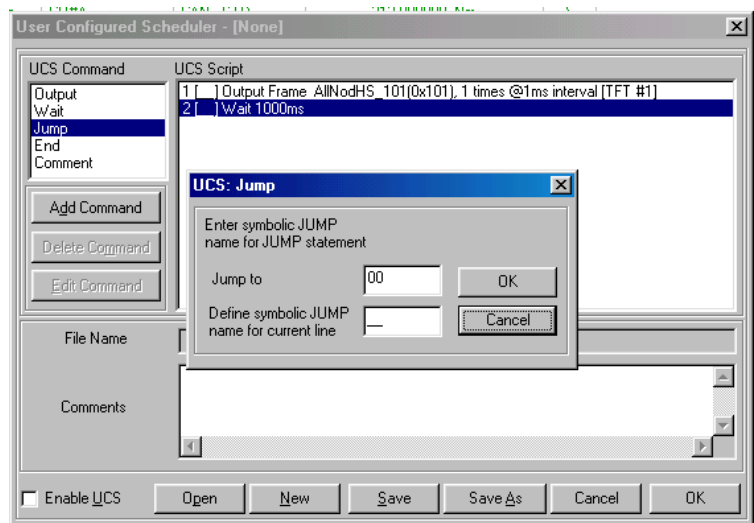 User Configured Scheduler - [None]
UCS Command
UCS Script
Output
Wait
Jump
End
Comment
1 [__] Output Frame AllNodHS_101(0x101), 1 times @1ms interval [TFT #1]
2 [__] Wait 1000ms
Add Command
Delete Command
Edit Command
UCS: Jump
Enter symbolic JUMP
name for JUMP statement
Jump to
00
OK
Define symbolic JUMP
name for current line
__
Cancel
File Name
Comments
Enable UCS
Open
New
Save
Save As
Cancel
OK